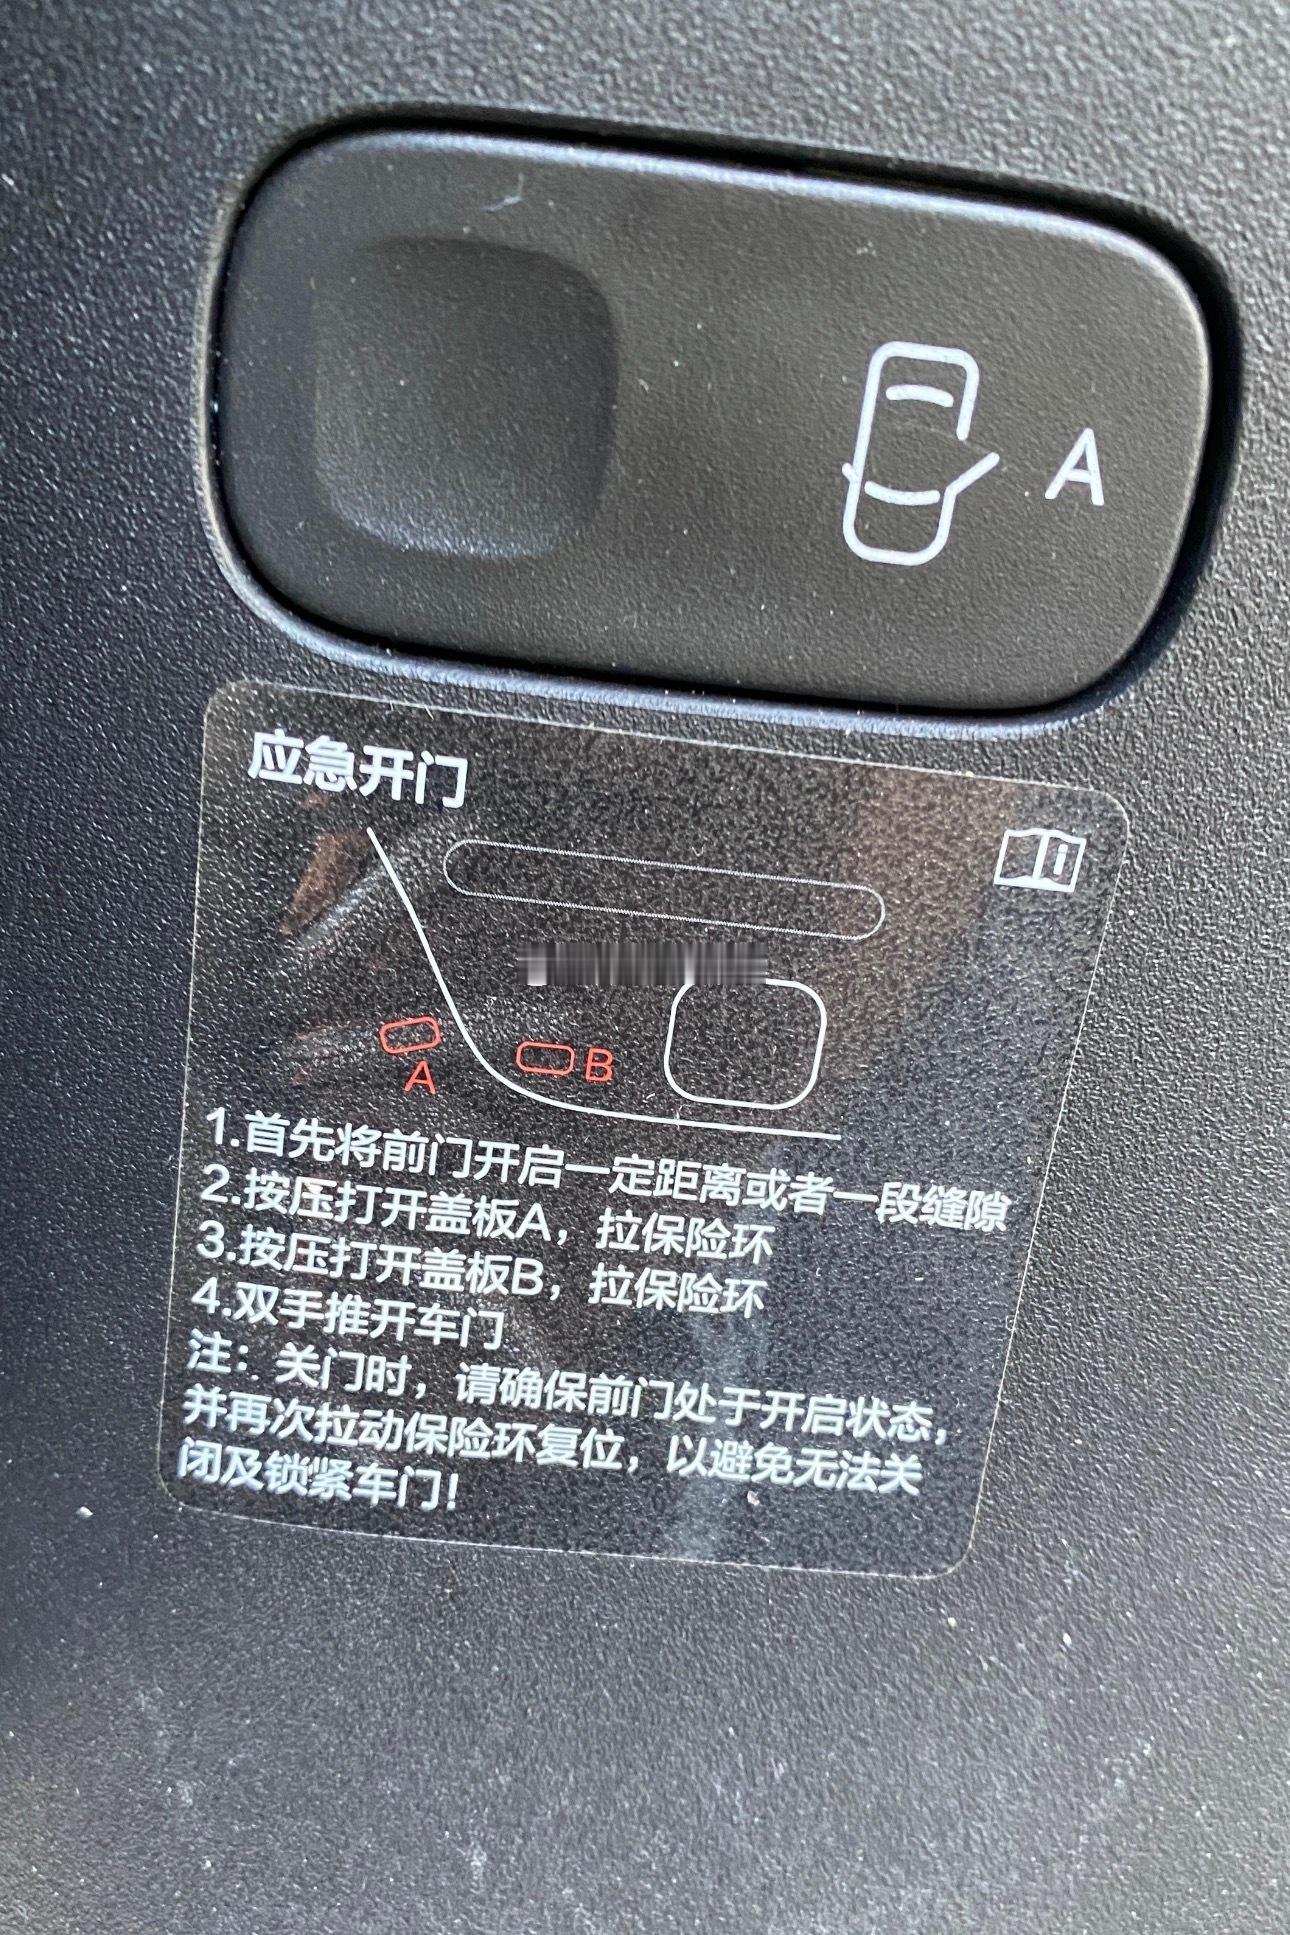 A
应急开门
A
B
1.首先将前门开启一定距离或者一段缝隙
2.按压打开盖板A，拉保险环
3.按压打开盖板B，拉保险环
4.双手推开车门
注：关门时，请确保前门处于开启状态，
并再次拉动保险环复位，以避免无法关
闭及锁紧车门！